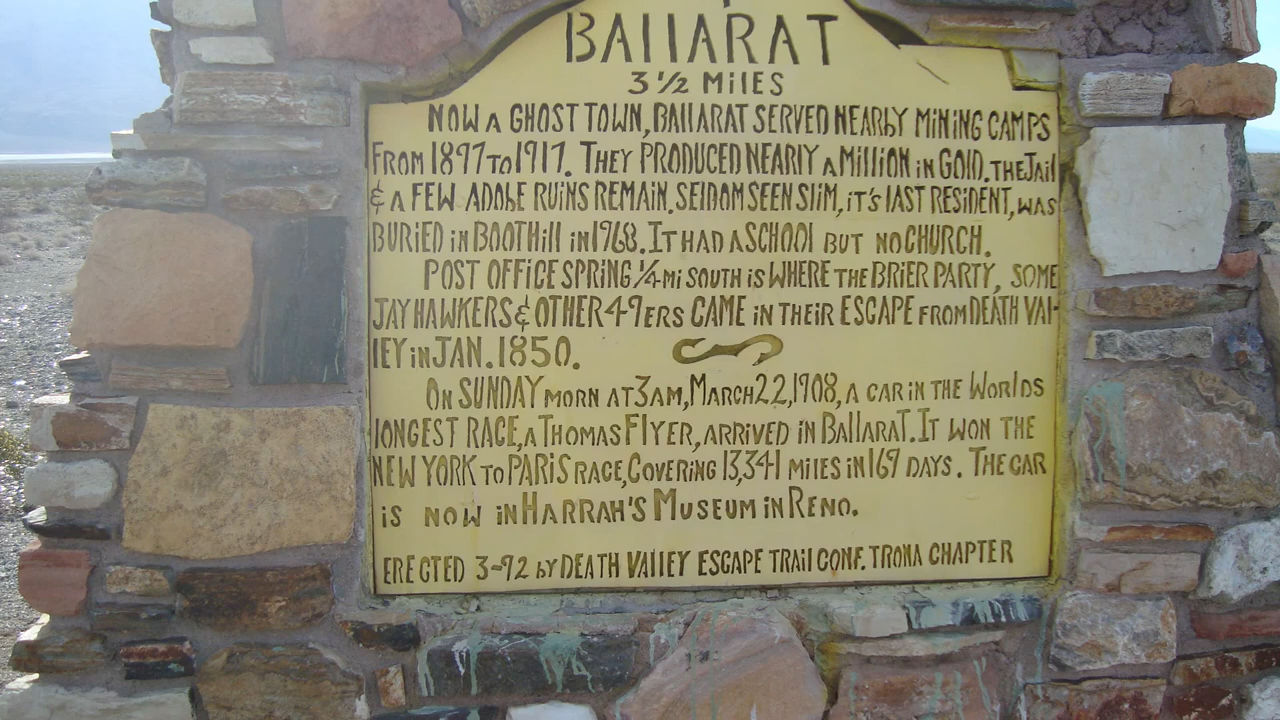 BALLARAT
3 1/2 MILES
NOW A GHOST TOWN, BALLARAT SERVED NEARBY MINING CAMPS
FROM 1897 TO 1917. THEY PRODUCED NEARLY A MILLION IN GOLD. THE JAIL
& A FEW ADOBE RUINS REMAIN. SELDOM SEEN SLIM, IT'S LAST RESIDENT, WAS
BURIED IN BOOTHILL IN 1968. IT HAD A SCHOOL BUT NO CHURCH.
POST OFFICE SPRING 1/4 MI SOUTH IS WHERE THE BRIER PARTY, SOME
JAYHAWKERS & OTHER 49ERS CAME IN THEIR ESCAPE FROM DEATH VAL-
LEY IN JAN. 1850.
ON SUNDAY MORN AT 3 AM, MARCH 22, 1908, A CAR IN THE WORLDS
LONGEST RACE, A THOMAS FLYER, ARRIVED IN BALLARAT. IT WON THE
NEW YORK TO PARIS RACE, COVERING 13,341 MILES IN 169 DAYS. THE CAR
IS NOW IN HARRAH'S MUSEUM IN RENO.
ERECTED 3-92 BY DEATH VALLEY ESCAPE TRAIL CONF. TRONA CHAPTER